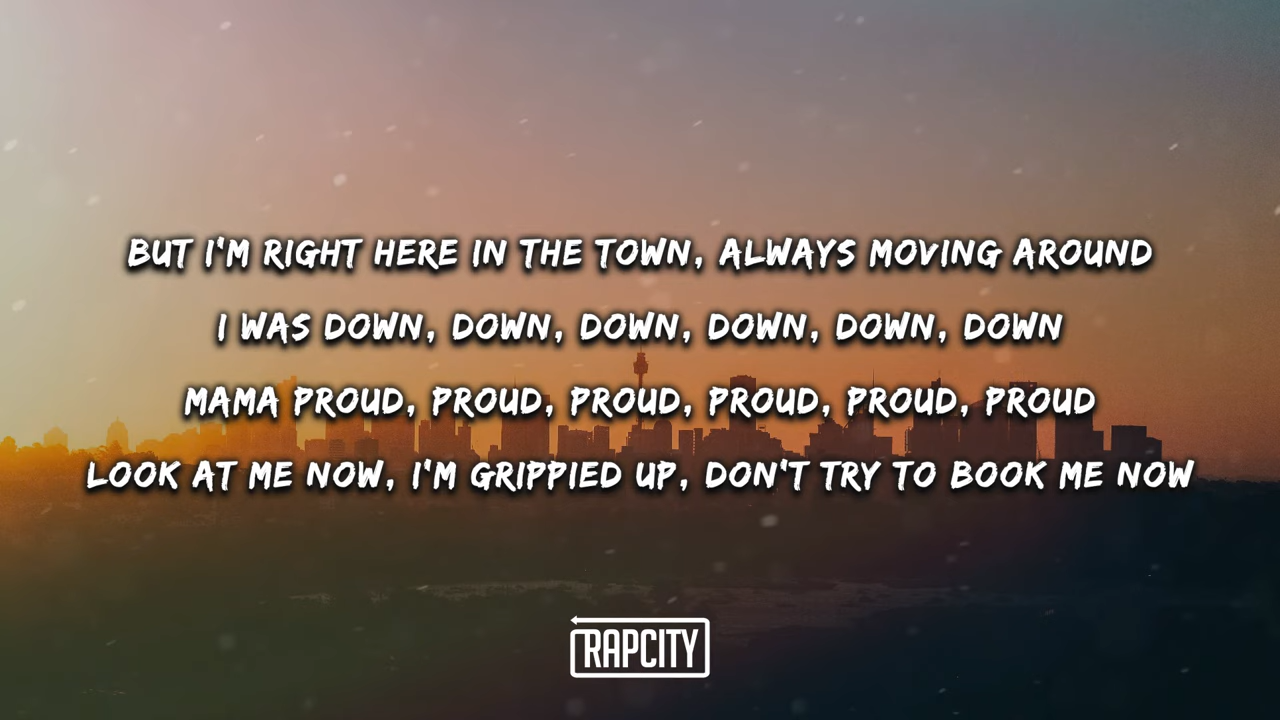 BUT I'M RIGHT HERE IN THE TOWN, ALWAYS MOVING AROUND
I WAS DOWN, DOWN, DOWN, DOWN, DOWN, DOWN
MAMA PROUD, PROUD, PROUD, PROUD, PROUD, PROUD
LOOK AT ME NOW, I'M GRIPPIED UP, DON'T TRY TO BOOK ME NOW
RAPCITY